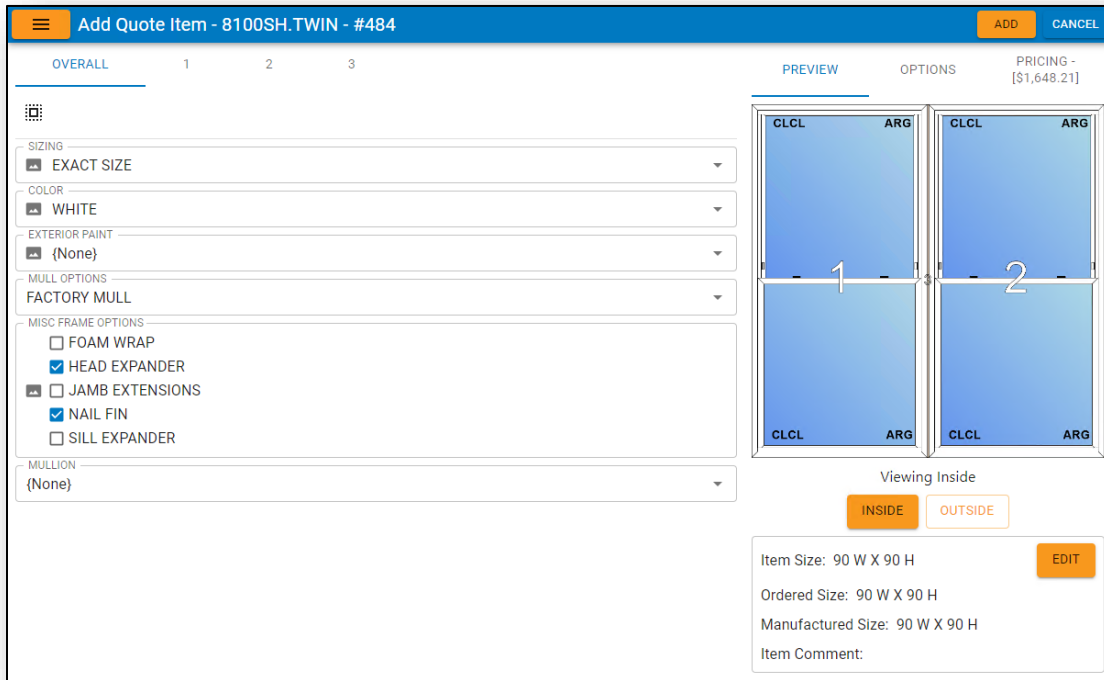 Add Quote Item - 8100SH.TWIN - #484
ADD
CANCEL
OVERALL
1
2
3
SIZING
EXACT SIZE
COLOR
WHITE
EXTERIOR PAINT
{None}
MULL OPTIONS
FACTORY MULL
MISC FRAME OPTIONS
FOAM WRAP
HEAD EXPANDER
JAMB EXTENSIONS
NAIL FIN
SILL EXPANDER
MULLION
{None}
PREVIEW
OPTIONS
PRICING -
[$1,648.21]
CLCL ARG CLCL ARG
1 3 2
CLCL ARG CLCL ARG
Viewing Inside
INSIDE
OUTSIDE
Item Size: 90 W X 90 H
EDIT
Ordered Size: 90 W X 90 H
Manufactured Size: 90 W X 90 H
Item Comment: